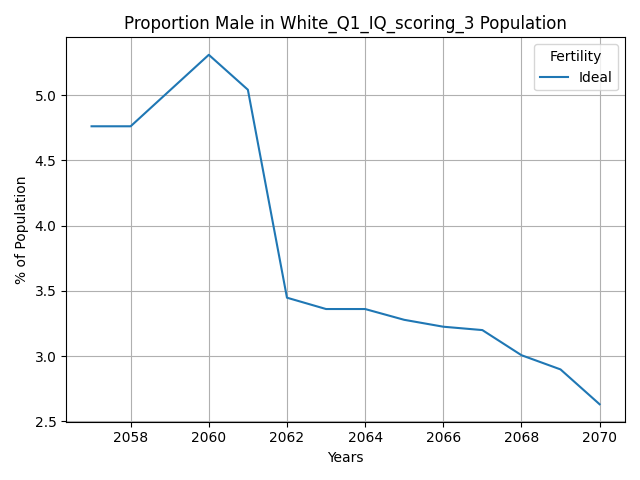 Proportion Male in White_Q1_IQ_scoring_3 Population
Fertility
Ideal
5.0
4.5
4.0
3.5
3.0
2.5
% of Population
2058 2060 2062 2064 2066 2068 2070
Years